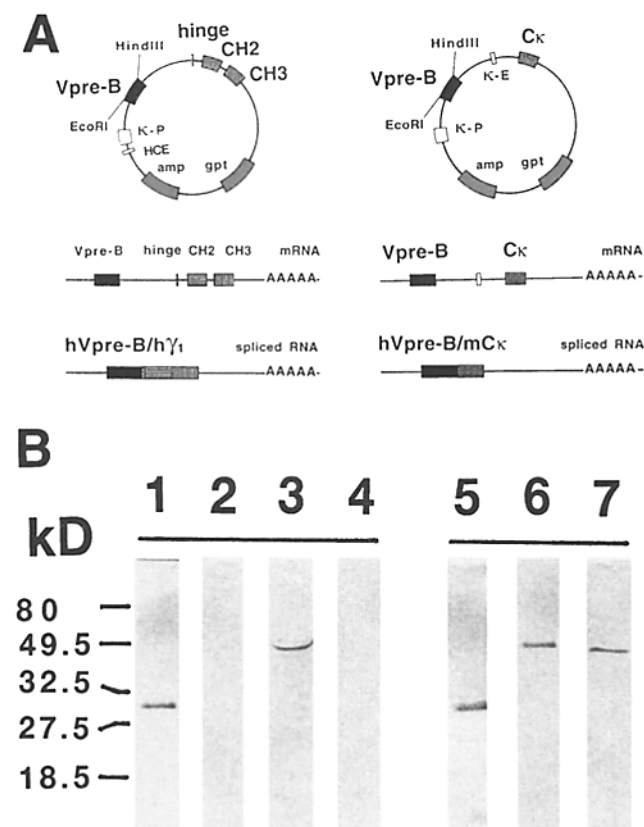 A
HindIII
hinge
CH2
CH3
Vpre-B
EcoRI
K-P
HCE
amp
gpt
HindIII
Cκ
K-E
Vpre-B
EcoRI
K-P
amp
gpt
Vpre-B hinge CH2 CH3 mRNA
AAAAA-
Vpre-B Cκ mRNA
AAAAA-
hVpre-B/hγ1 spliced RNA
AAAAA-
hVpre-B/mCκ spliced RNA
AAAAA-
B
1 2 3 4 5 6 7
kD
80
49.5
32.5
27.5
18.5